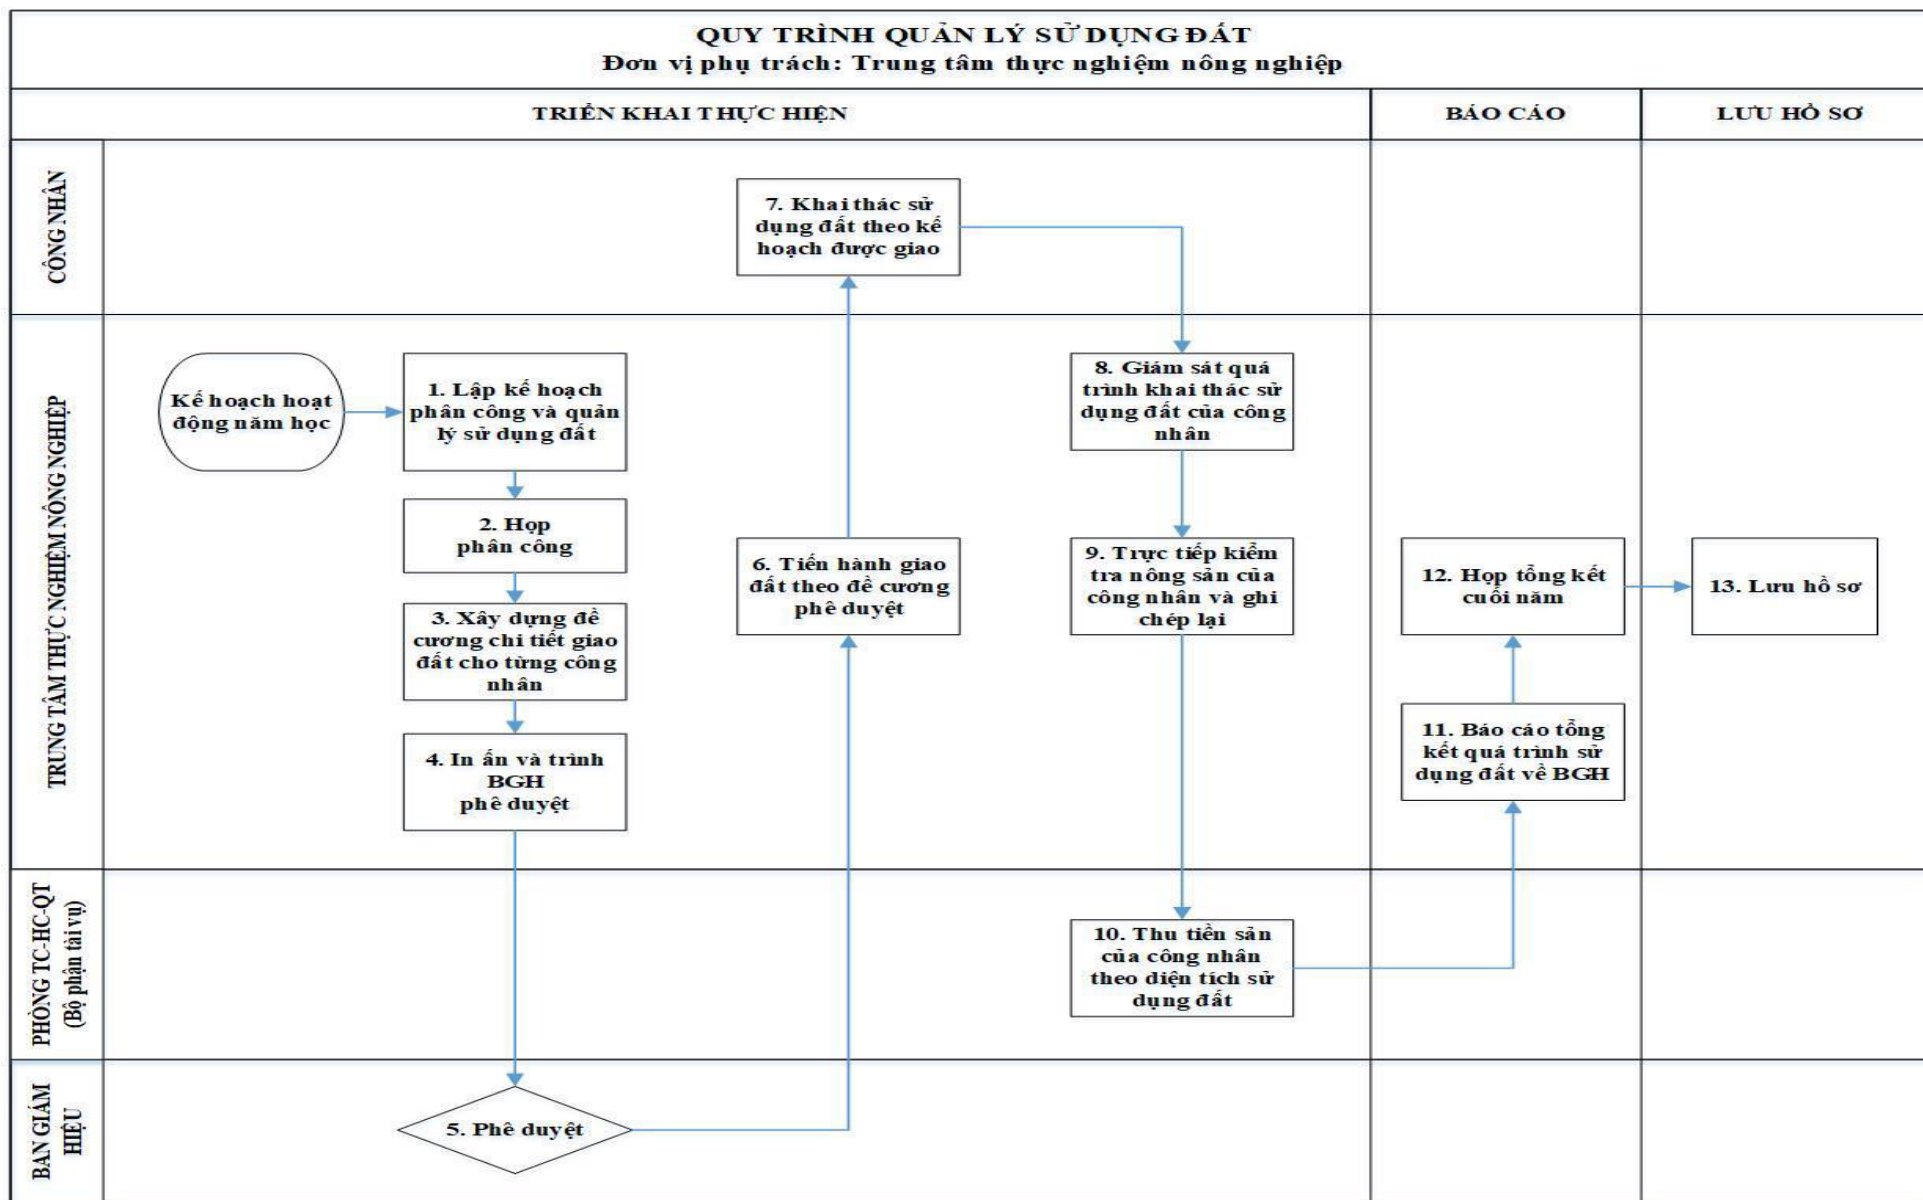 QUY TRÌNH QUẢN LÝ SỬ DỤNG ĐẤT
Đơn vị phụ trách: Trung tâm thực nghiệm nông nghiệp
TRIỂN KHAI THỰC HIỆN
BÁO CÁO
LƯU HỒ SƠ
CÔNG NHÂN
7. Khai thác sử
dụng đất theo kế
hoạch được giao
TRUNG TÂM THỰC NGHIỆM NÔNG NGHIỆP
Kế hoạch hoạt
động năm học
1. Lập kế hoạch
phân công và quản
lý sử dụng đất
2. Họp
phân công
3. Xây dựng đề
cương chi tiết giao
đất cho từng công
nhân
4. In ấn và trình
BGH
phê duyệt
6. Tiến hành giao
đất theo đề cương
phê duyệt
8. Giám sát quá
trình khai thác sử
dụng đất của công
nhân
9. Trực tiếp kiểm
tra nông sản của
công nhân và ghi
chép lại
12. Họp tổng kết
cuối năm
13. Lưu hồ sơ
11. Báo cáo tổng
kết quá trình sử
dụng đất về BGH
PHÒNG TC-HC-QT
(Bộ phận tài vụ)
10. Thu tiền sản
của công nhân
theo diện tích sử
dụng đất
BAN GIÁM
HIỆU
5. Phê duyệt